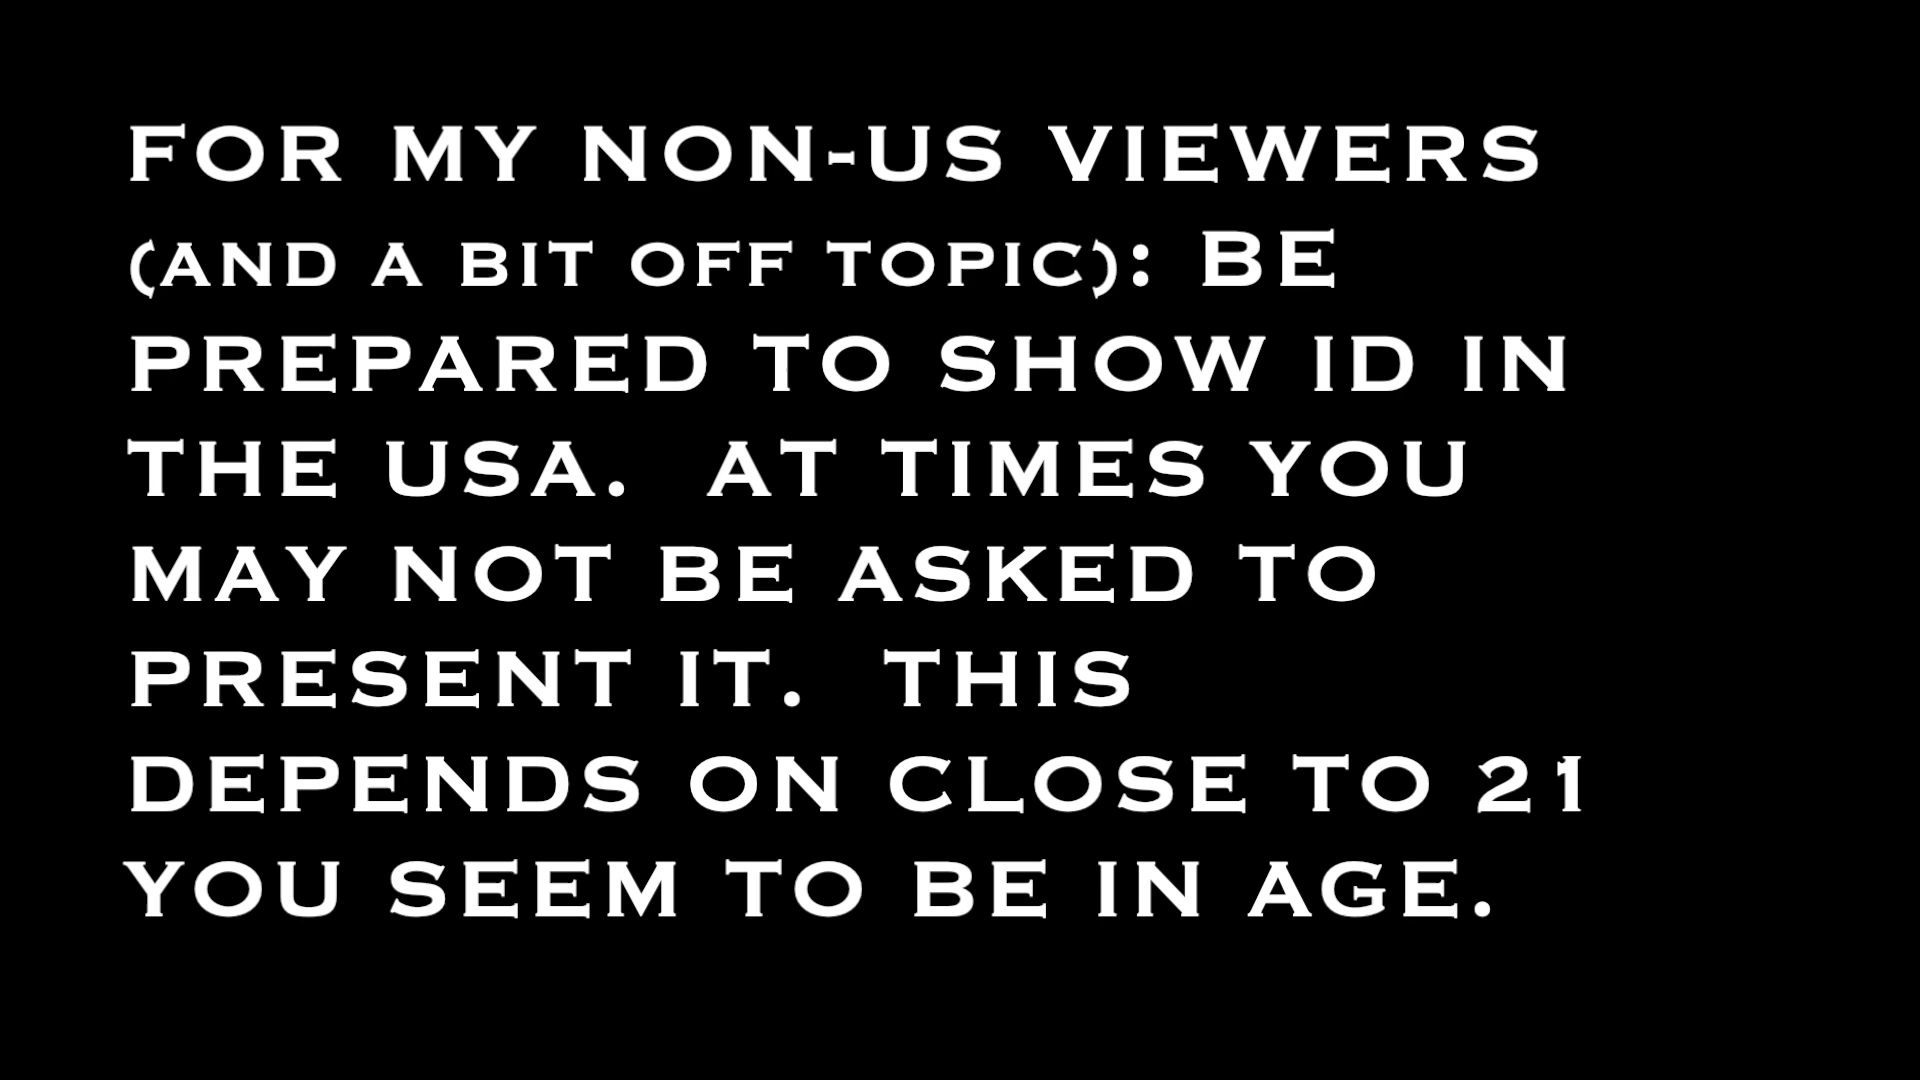 FOR MY NON-US VIEWERS
(AND A BIT OFF TOPIC): BE
PREPARED TO SHOW ID IN
THE USA.  AT TIMES YOU
MAY NOT BE ASKED TO
PRESENT IT.  THIS
DEPENDS ON CLOSE TO 21
YOU SEEM TO BE IN AGE.